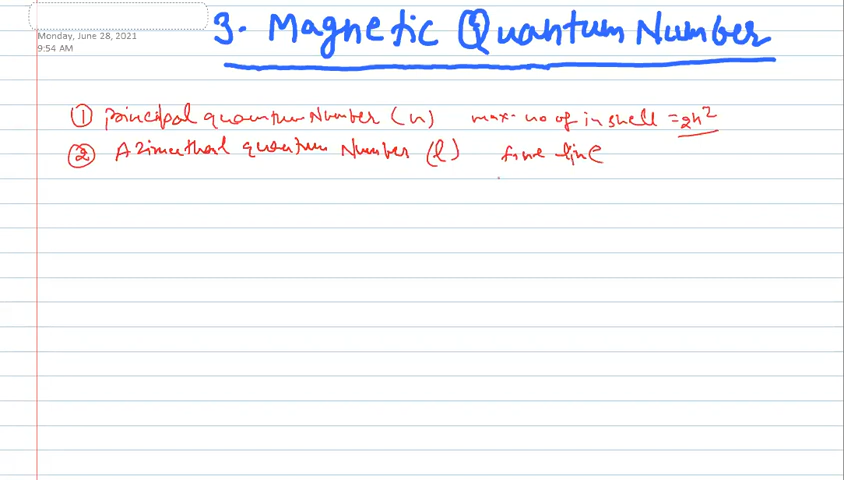 Monday, June 28, 2021
9:54 AM
3. Magnetic Quantum Number
① principal quantum Number (n) max. no of in shell = 2n²
② Azimuthal quantum Number (l) fine line